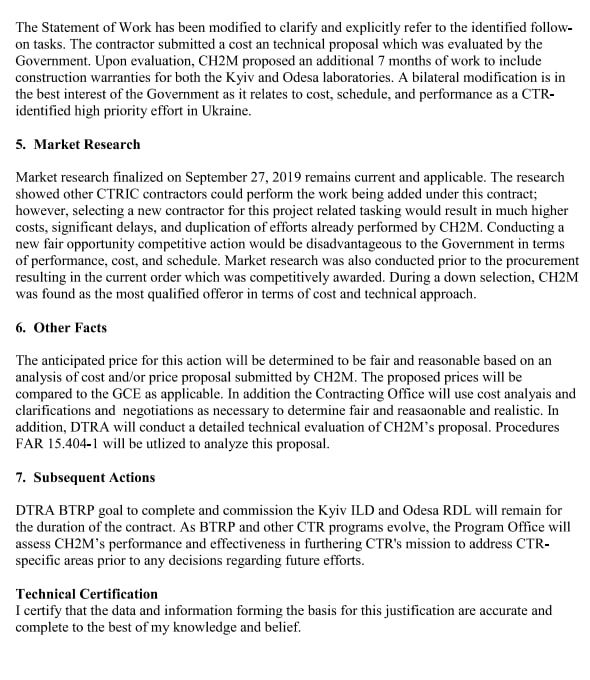 The Statement of Work has been modified to clarify and explicitly refer to the identified follow-
on tasks. The contractor submitted a cost an technical proposal which was evaluated by the
Government. Upon evaluation, CH2M proposed an additional 7 months of work to include
construction warranties for both the Kyiv and Odesa laboratories. A bilateral modification is in
the best interest of the Government as it relates to cost, schedule, and performance as a CTR-
identified high priority effort in Ukraine.
5. Market Research
Market research finalized on September 27, 2019 remains current and applicable. The research
showed other CTRIC contractors could perform the work being added under this contract;
however, selecting a new contractor for this project related tasking would result in much higher
costs, significant delays, and duplication of efforts already performed by CH2M. Conducting a
new fair opportunity competitive action would be disadvantageous to the Government in terms
of performance, cost, and schedule. Market research was also conducted prior to the procurement
resulting in the current order which was competitively awarded. During a down selection, CH2M
was found as the most qualified offeror in terms of cost and technical approach.
6. Other Facts
The anticipated price for this action will be determined to be fair and reasonable based on an
analysis of cost and/or price proposal submitted by CH2M. The proposed prices will be
compared to the GCE as applicable. In addition the Contracting Office will use cost analyais and
clarifications and  negotiations as necessary to determine fair and reasaonable and realistic. In
addition, DTRA will conduct a detailed technical evaluation of CH2M's proposal. Procedures
FAR 15.404-1 will be utlized to analyze this proposal.
7. Subsequent Actions
DTRA BTRP goal to complete and commission the Kyiv ILD and Odesa RDL will remain for
the duration of the contract. As BTRP and other CTR programs evolve, the Program Office will
assess CH2M's performance and effectiveness in furthering CTR's mission to address CTR-
specific areas prior to any decisions regarding future efforts.
Technical Certification
I certify that the data and information forming the basis for this justification are accurate and
complete to the best of my knowledge and belief.